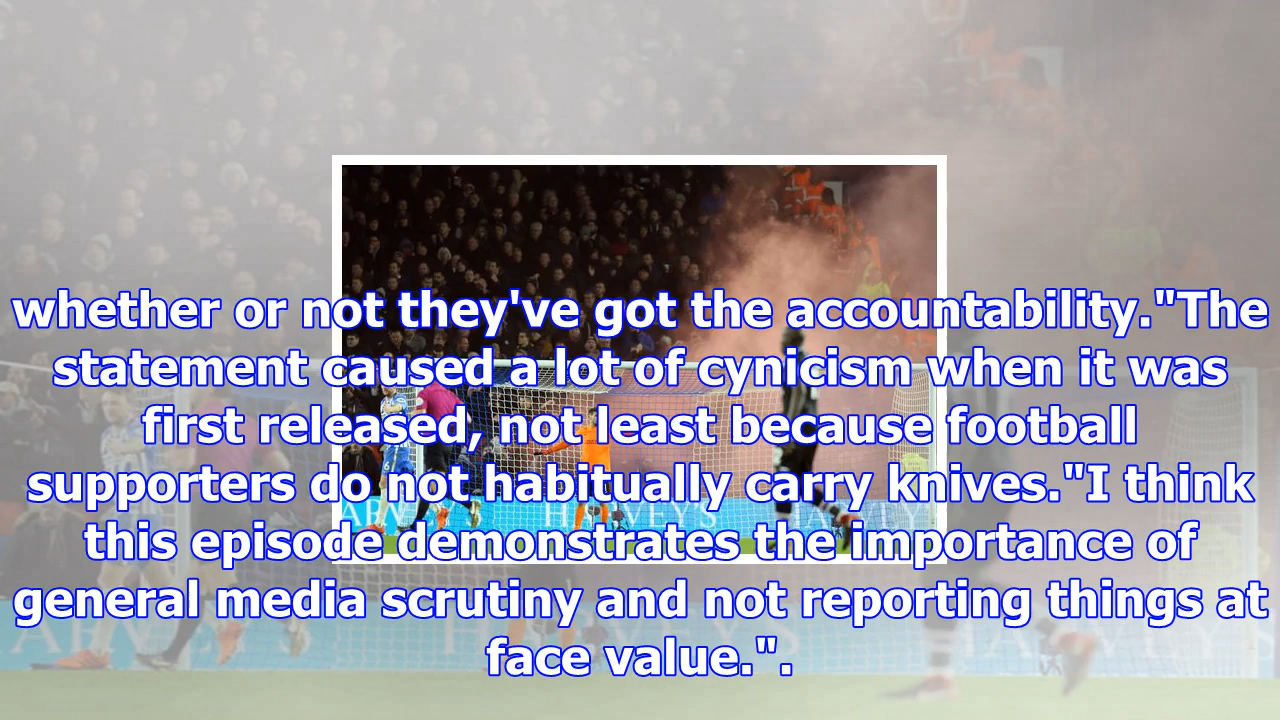 whether or not they've got the accountability."The
statement caused a lot of cynicism when it was
first released, not least because football
supporters do not habitually carry knives."I think
this episode demonstrates the importance of
general media scrutiny and not reporting things at
face value.".
HARVEY'S